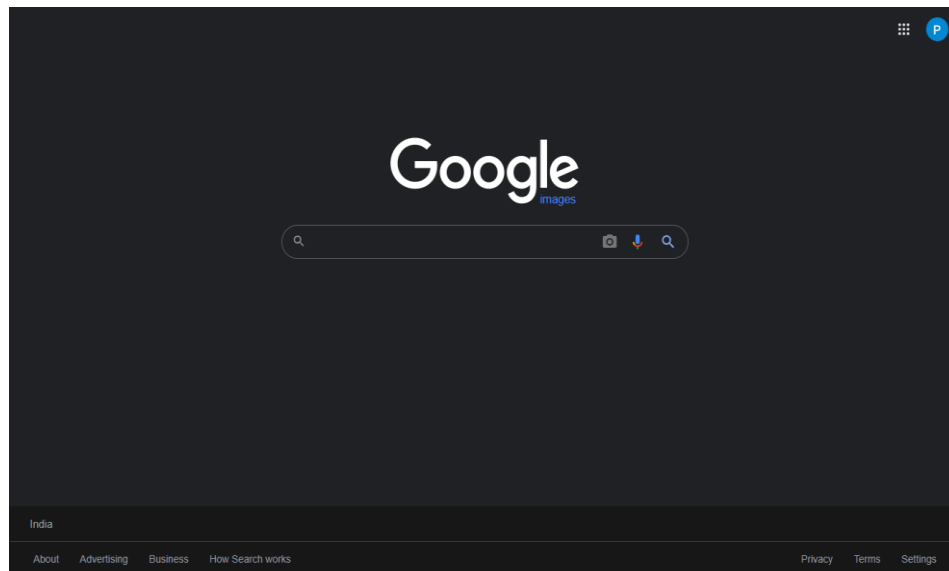 P
Google
images
India
About Advertising Business How Search works Privacy Terms Settings